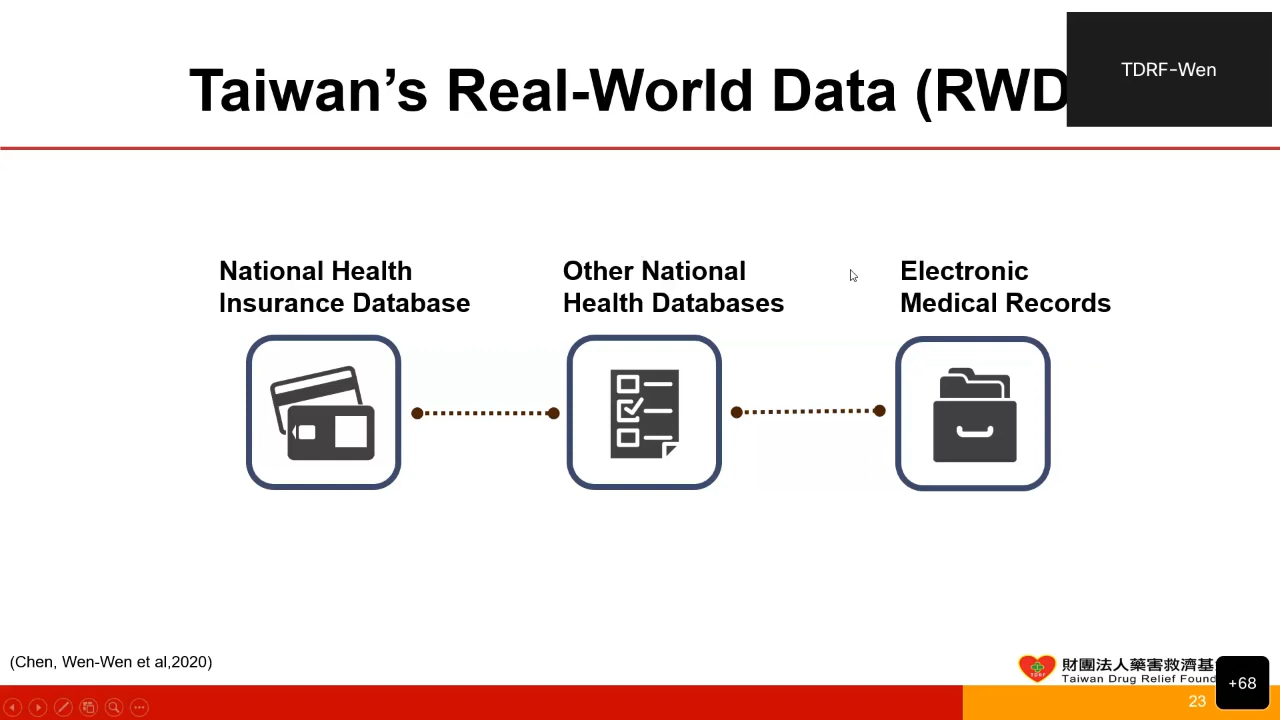 Taiwan’s Real-World Data (RWD
TDRF-Wen
National Health
Insurance Database
Other National
Health Databases
Electronic
Medical Records
(Chen, Wen-Wen et al,2020)
TDRF
財團法人藥害救濟基
Taiwan Drug Relief Found
+68
23